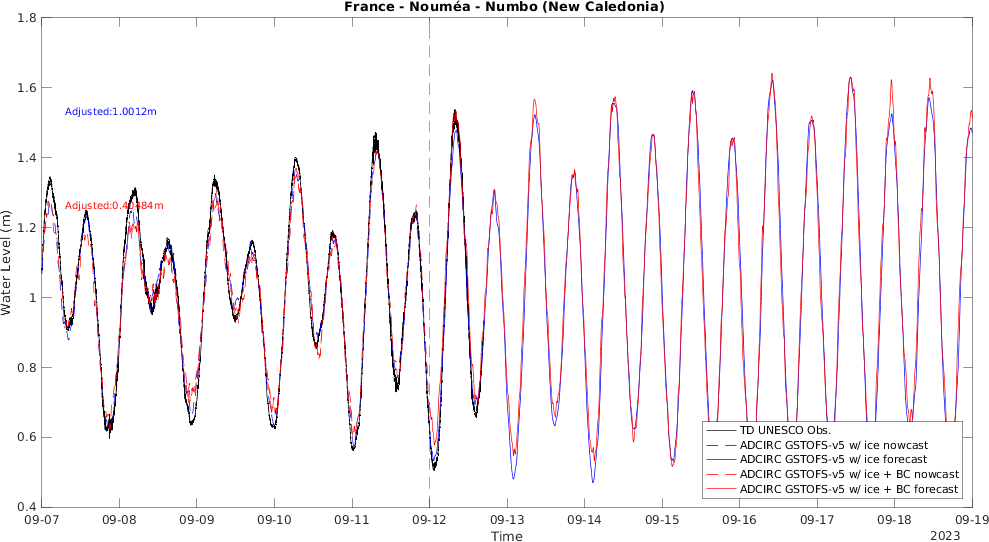 France - Nouméa - Numbo (New Caledonia)
1.8
1.6
1.4
1.2
1
0.8
0.6
0.4
Water Level (m)
Adjusted:1.0012m
Adjusted:0.40484m
TD UNESCO Obs.
ADCIRC GSTOFS-v5 w/ ice nowcast
ADCIRC GSTOFS-v5 w/ ice forecast
ADCIRC GSTOFS-v5 w/ ice + BC nowcast
ADCIRC GSTOFS-v5 w/ ice + BC forecast
09-07 09-08 09-09 09-10 09-11 09-12 09-13 09-14 09-15 09-16 09-17 09-18 09-19
Time
2023